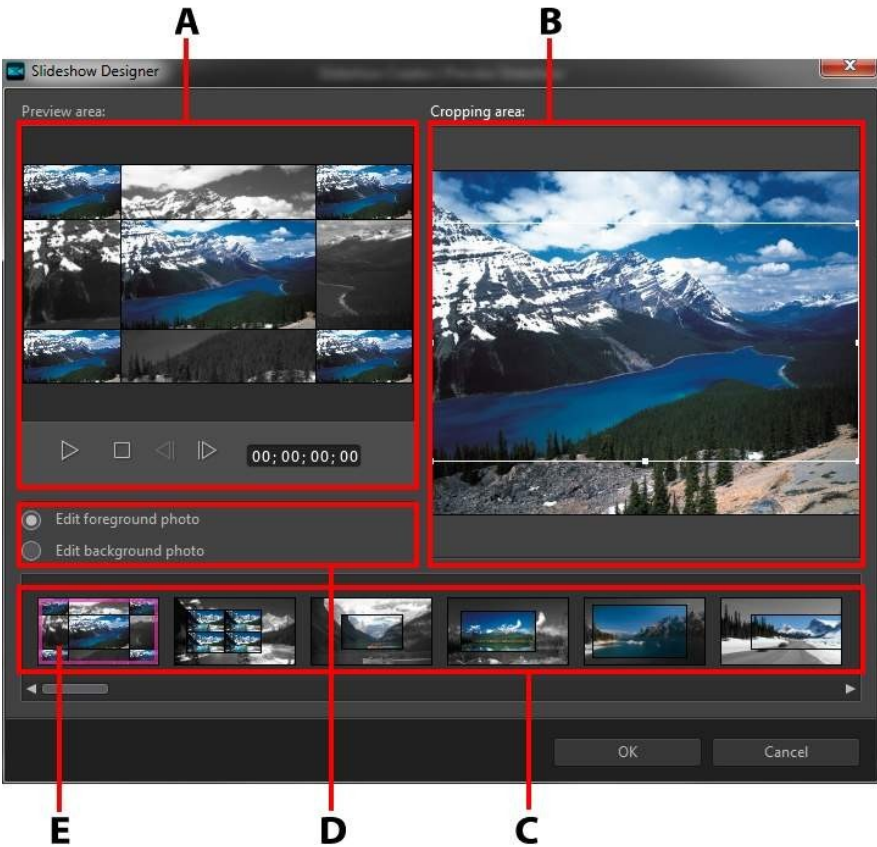 A
B
Slideshow Designer
X
Preview area:
Cropping area:
00; 00; 00; 00
Edit foreground photo
Edit background photo
OK
Cancel
E
D
C